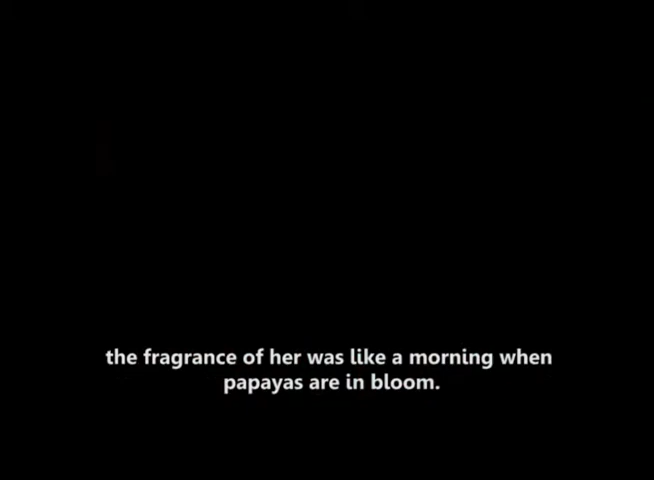 the fragrance of her was like a morning when
papayas are in bloom.